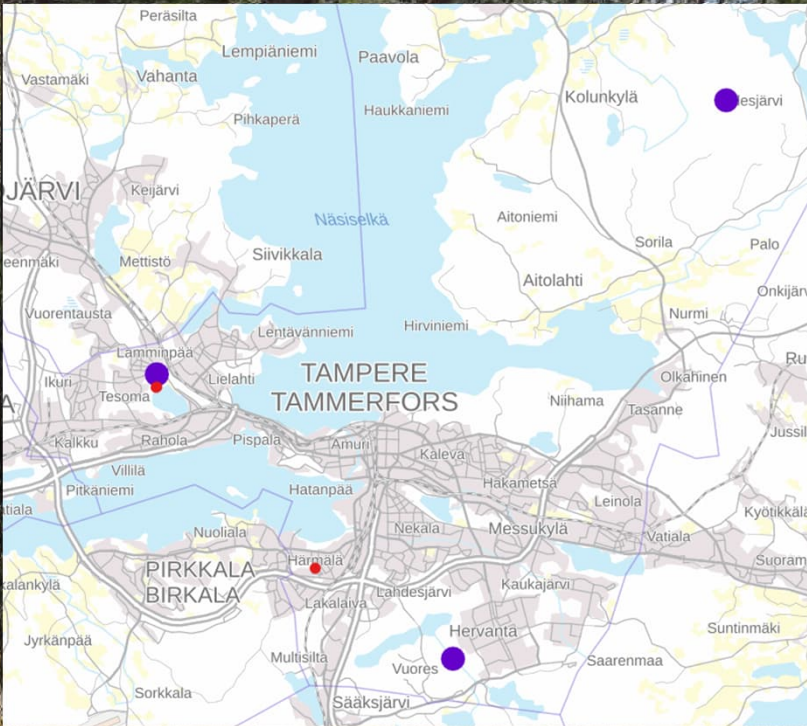 Peräsilta
Lempiäniemi
Paavola
Vastamäki
Vahanta
Kolunkylä
esjärvi
Haukkaniemi
Pihkaperä
OJÄRVI
Keijärvi
Näsiselkä
Aitoniemi
Siivikkala
Sorila
Palo
eenmäki
Mettistö
Aitolahti
Onkijärv
Vuorentausta
Lentävänniemi
Hirviniemi
Nurmi
Lamminpää
Ru
TAMPERE
TAMMERFORS
Ikuri
Lielahti
Olkahinen
Tesoma
Niihama
Tasanne
A
Jussil
Kalkku
Rahola
Pispala
Amuri
Kaleva
Villilä
Pitkäniemi
Hatanpää
Hakametsä
Leinola
atiala
Kyötikkälä
Nuoliala
Nekala
Messukylä
Vatiala
Härmälä
Suoram
PIRKKALA
BIRKALA
kalankylä
Lahdesjärvi
Kaukajärvi
Lakalaiva
Suntinmäki
Jyrkänpää
Hervanta
Multisilta
Vuores
Saarenmaa
Sorkkala
Sääksjärvi